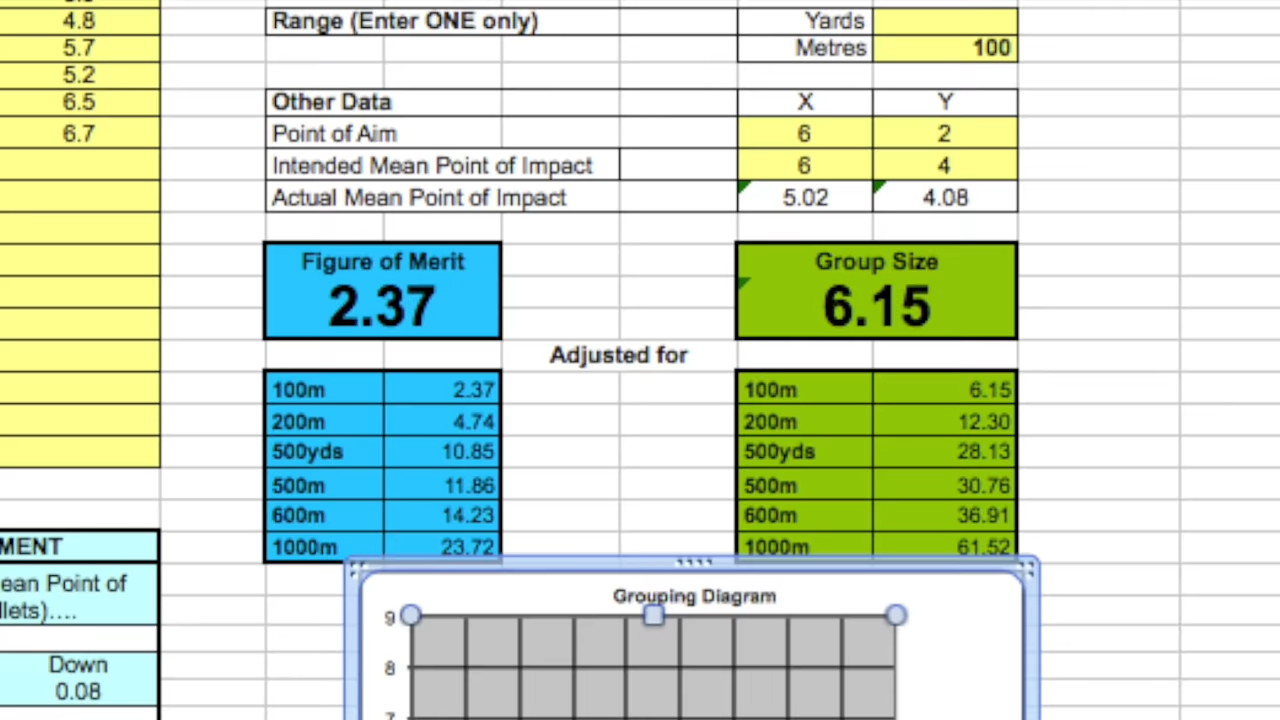 4.8
Range (Enter ONE only) Yards
5.7
Metres 100
5.2
6.5
Other Data X Y
6.7
Point of Aim 6 2
Intended Mean Point of Impact 6 4
Actual Mean Point of Impact 5.02 4.08
Figure of Merit
2.37
Group Size
6.15
Adjusted for
100m 2.37
200m 4.74
500yds 10.85
500m 11.86
600m 14.23
1000m 23.72
100m 6.15
200m 12.30
500yds 28.13
500m 30.76
600m 36.91
1000m 61.52
MENT
ean Point of
llets)....
Down
0.08
Grouping Diagram
9
8
7